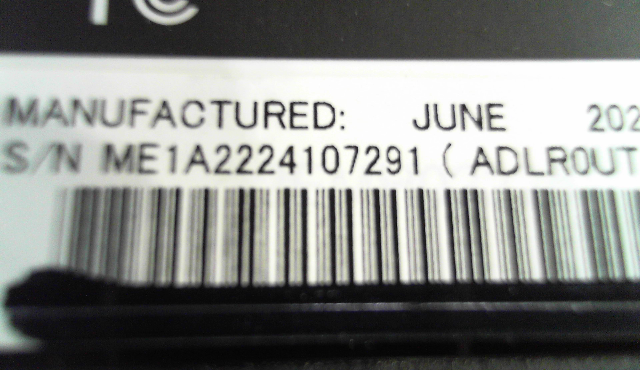 MANUFACTURED: JUNE 202
S/N ME1A2224107291 ( ADLR0UT